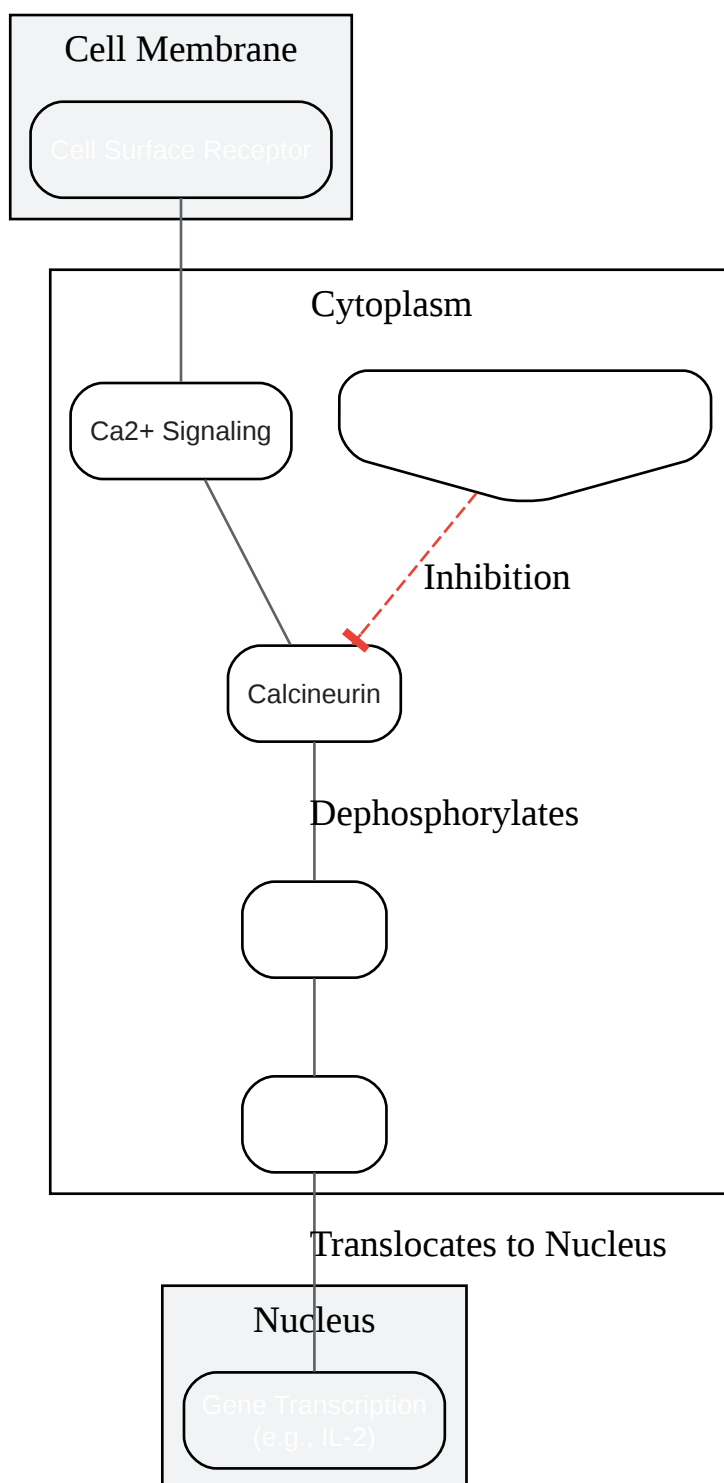 Cell Membrane
Cell Surface Receptor
Cytoplasm
Ca2+ Signaling
Inhibition
Calcineurin
Dephosphorylates
Translocates to Nucleus
Nucleus
Gene Transcription
(e.g., IL-2)